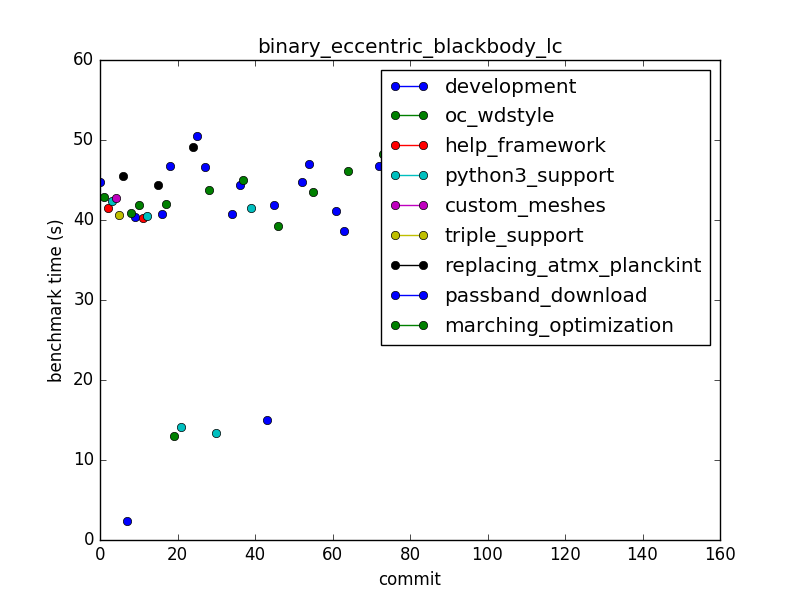 binary_eccentric_blackbody_lc
60
50
40
30
20
10
0
benchmark time (s)
development
oc_wdstyle
help_framework
python3_support
custom_meshes
triple_support
replacing_atmx_planckint
passband_download
marching_optimization
0 20 40 60 80 100 120 140 160
commit